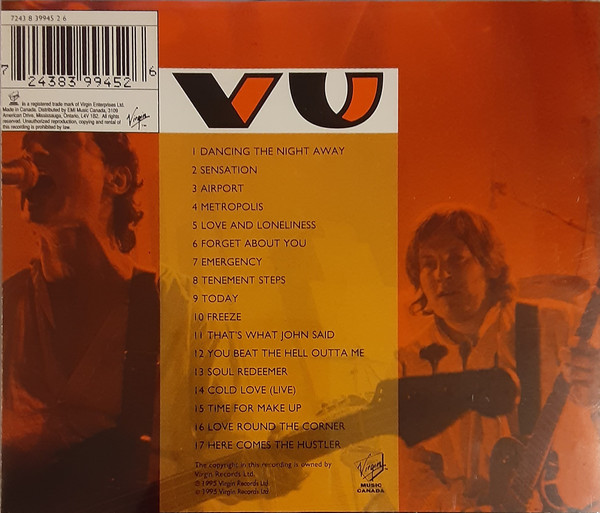 7243 8 39945 2 6
7 24383 99452 6
is a registered trade mark of Virgin Enterprises Ltd.
Made in Canada. Distributed by EMI Music Canada, 3109
American Drive, Mississauga, Ontario, L4V 1B2. All rights
reserved. Unauthorized reproduction, copying and rental of
this recording is prohibited by law.
Virgin
VU
1 DANCING THE NIGHT AWAY
2 SENSATION
3 AIRPORT
4 METROPOLIS
5 LOVE AND LONELINESS
6 FORGET ABOUT YOU
7 EMERGENCY
8 TENEMENT STEPS
9 TODAY
10 FREEZE
11 THAT'S WHAT JOHN SAID
12 YOU BEAT THE HELL OUTTA ME
13 SOUL REDEEMER
14 COLD LOVE (LIVE)
15 TIME FOR MAKE UP
16 LOVE ROUND THE CORNER
17 HERE COMES THE HUSTLER
The copyright in this recording is owned by
Virgin Records Ltd.
℗ 1995 Virgin Records Ltd.
© 1995 Virgin Records Ltd.
Virgin
MUSIC
CANADA